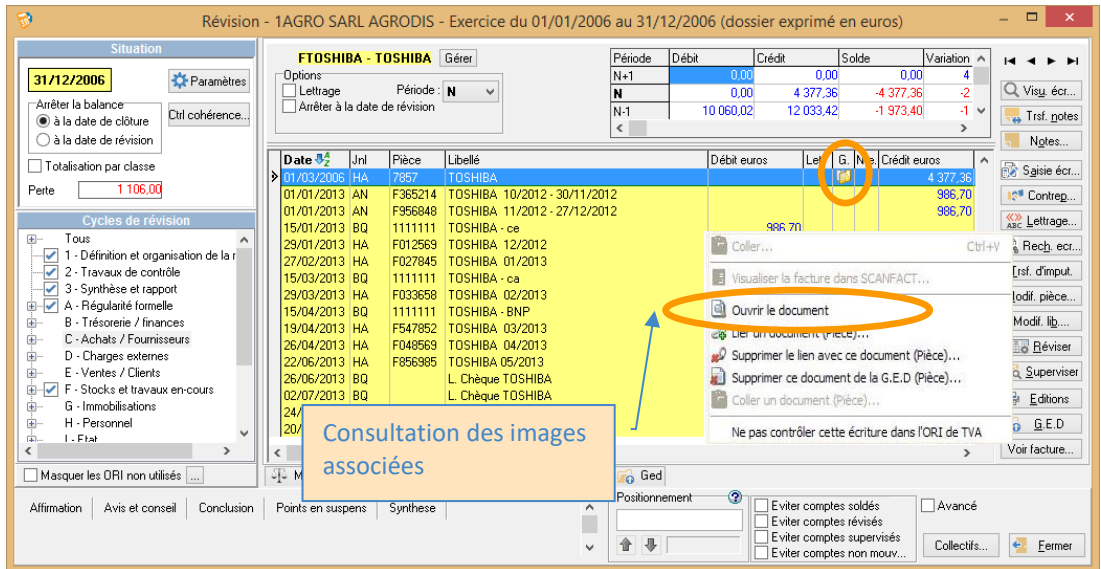 Révision - 1AGRO SARL AGRODIS - Exercice du 01/01/2006 au 31/12/2006 (dossier exprimé en euros)
Situation
31/12/2006 Paramètres
Arrêter la balance
à la date de clôture
à la date de révision
Ctrl cohérence...
Totalisation par classe
Perte 1 106,00
Cycles de révision
Tous
1 - Définition et organisation de la r
2 - Travaux de contrôle
3 - Synthèse et rapport
A - Régularité formelle
B - Trésorerie / finances
C - Achats / Fournisseurs
D - Charges externes
E - Ventes / Clients
F - Stocks et travaux en-cours
G - Immobilisations
H - Personnel
I - Etat
Masquer les ORI non utilisés ...
FTOSHIBA - TOSHIBA Gérer
Options
Lettrage Période : N
Arrêter à la date de révision
Période Débit Crédit Solde Variation
N+1 0,00 0,00 0,00 4
N 0,00 4 377,36 -4 377,36 -2
N-1 10 060,02 12 033,42 -1 973,40 -1
Date Jnl Pièce Libellé Débit euros Let G. Crédit euros
01/03/2006 HA 7857 TOSHIBA 4 377,36
01/01/2013 AN F365214 TOSHIBA 10/2012 - 30/11/2012 986,70
01/01/2013 AN F956848 TOSHIBA 11/2012 - 27/12/2012 986,70
15/01/2013 BQ 1111111 TOSHIBA - ce 986,70
29/01/2013 HA F012569 TOSHIBA 12/2012
27/02/2013 HA F027845 TOSHIBA 01/2013
15/03/2013 BQ 1111111 TOSHIBA - ca
29/03/2013 HA F033658 TOSHIBA 02/2013
15/04/2013 BQ 1111111 TOSHIBA - BNP
19/04/2013 HA F547852 TOSHIBA 03/2013
26/04/2013 HA F048569 TOSHIBA 04/2013
22/06/2013 HA F856985 TOSHIBA 05/2013
26/06/2013 BQ L. Chèque TOSHIBA
02/07/2013 BQ L. Chèque TOSHIBA
24/
20/
Coller... Ctrl+V
Visualiser la facture dans SCANFACT...
Ouvrir le document
Lier un document (Pièce)...
Supprimer le lien avec ce document (Pièce)...
Supprimer ce document de la G.E.D (Pièce)...
Coller un document (Pièce)...
Ne pas contrôler cette écriture dans l'ORI de TVA
Consultation des images
associées
Visu. écr...
Trsf. notes
Notes...
Saisie écr...
Contrep...
Lettrage...
Rech. ecr...
Trsf. d'imput.
Modif. pièce...
Modif. lib....
Réviser
Superviser
Editions
G.E.D
Voir facture...
M
Ged
Affirmation Avis et conseil Conclusion Points en suspens Synthese
Positionnement
Eviter comptes soldés
Eviter comptes révisés
Eviter comptes supervisés
Eviter comptes non mouv...
Avancé
Collectifs...
Fermer